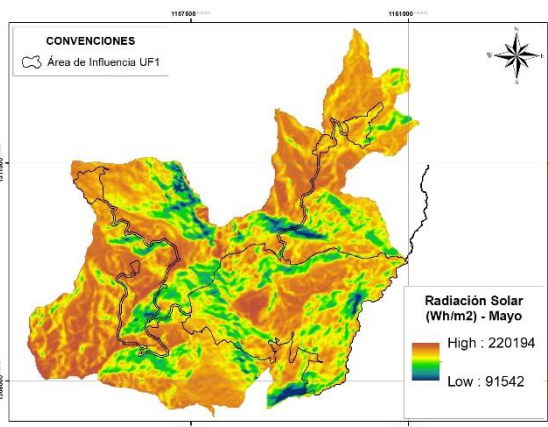 1157500
1161000
CONVENCIONES
Área de Influencia UF1
N
W
E
S
Radiación Solar
(Wh/m2) - Mayo
High : 220194
Low : 91542